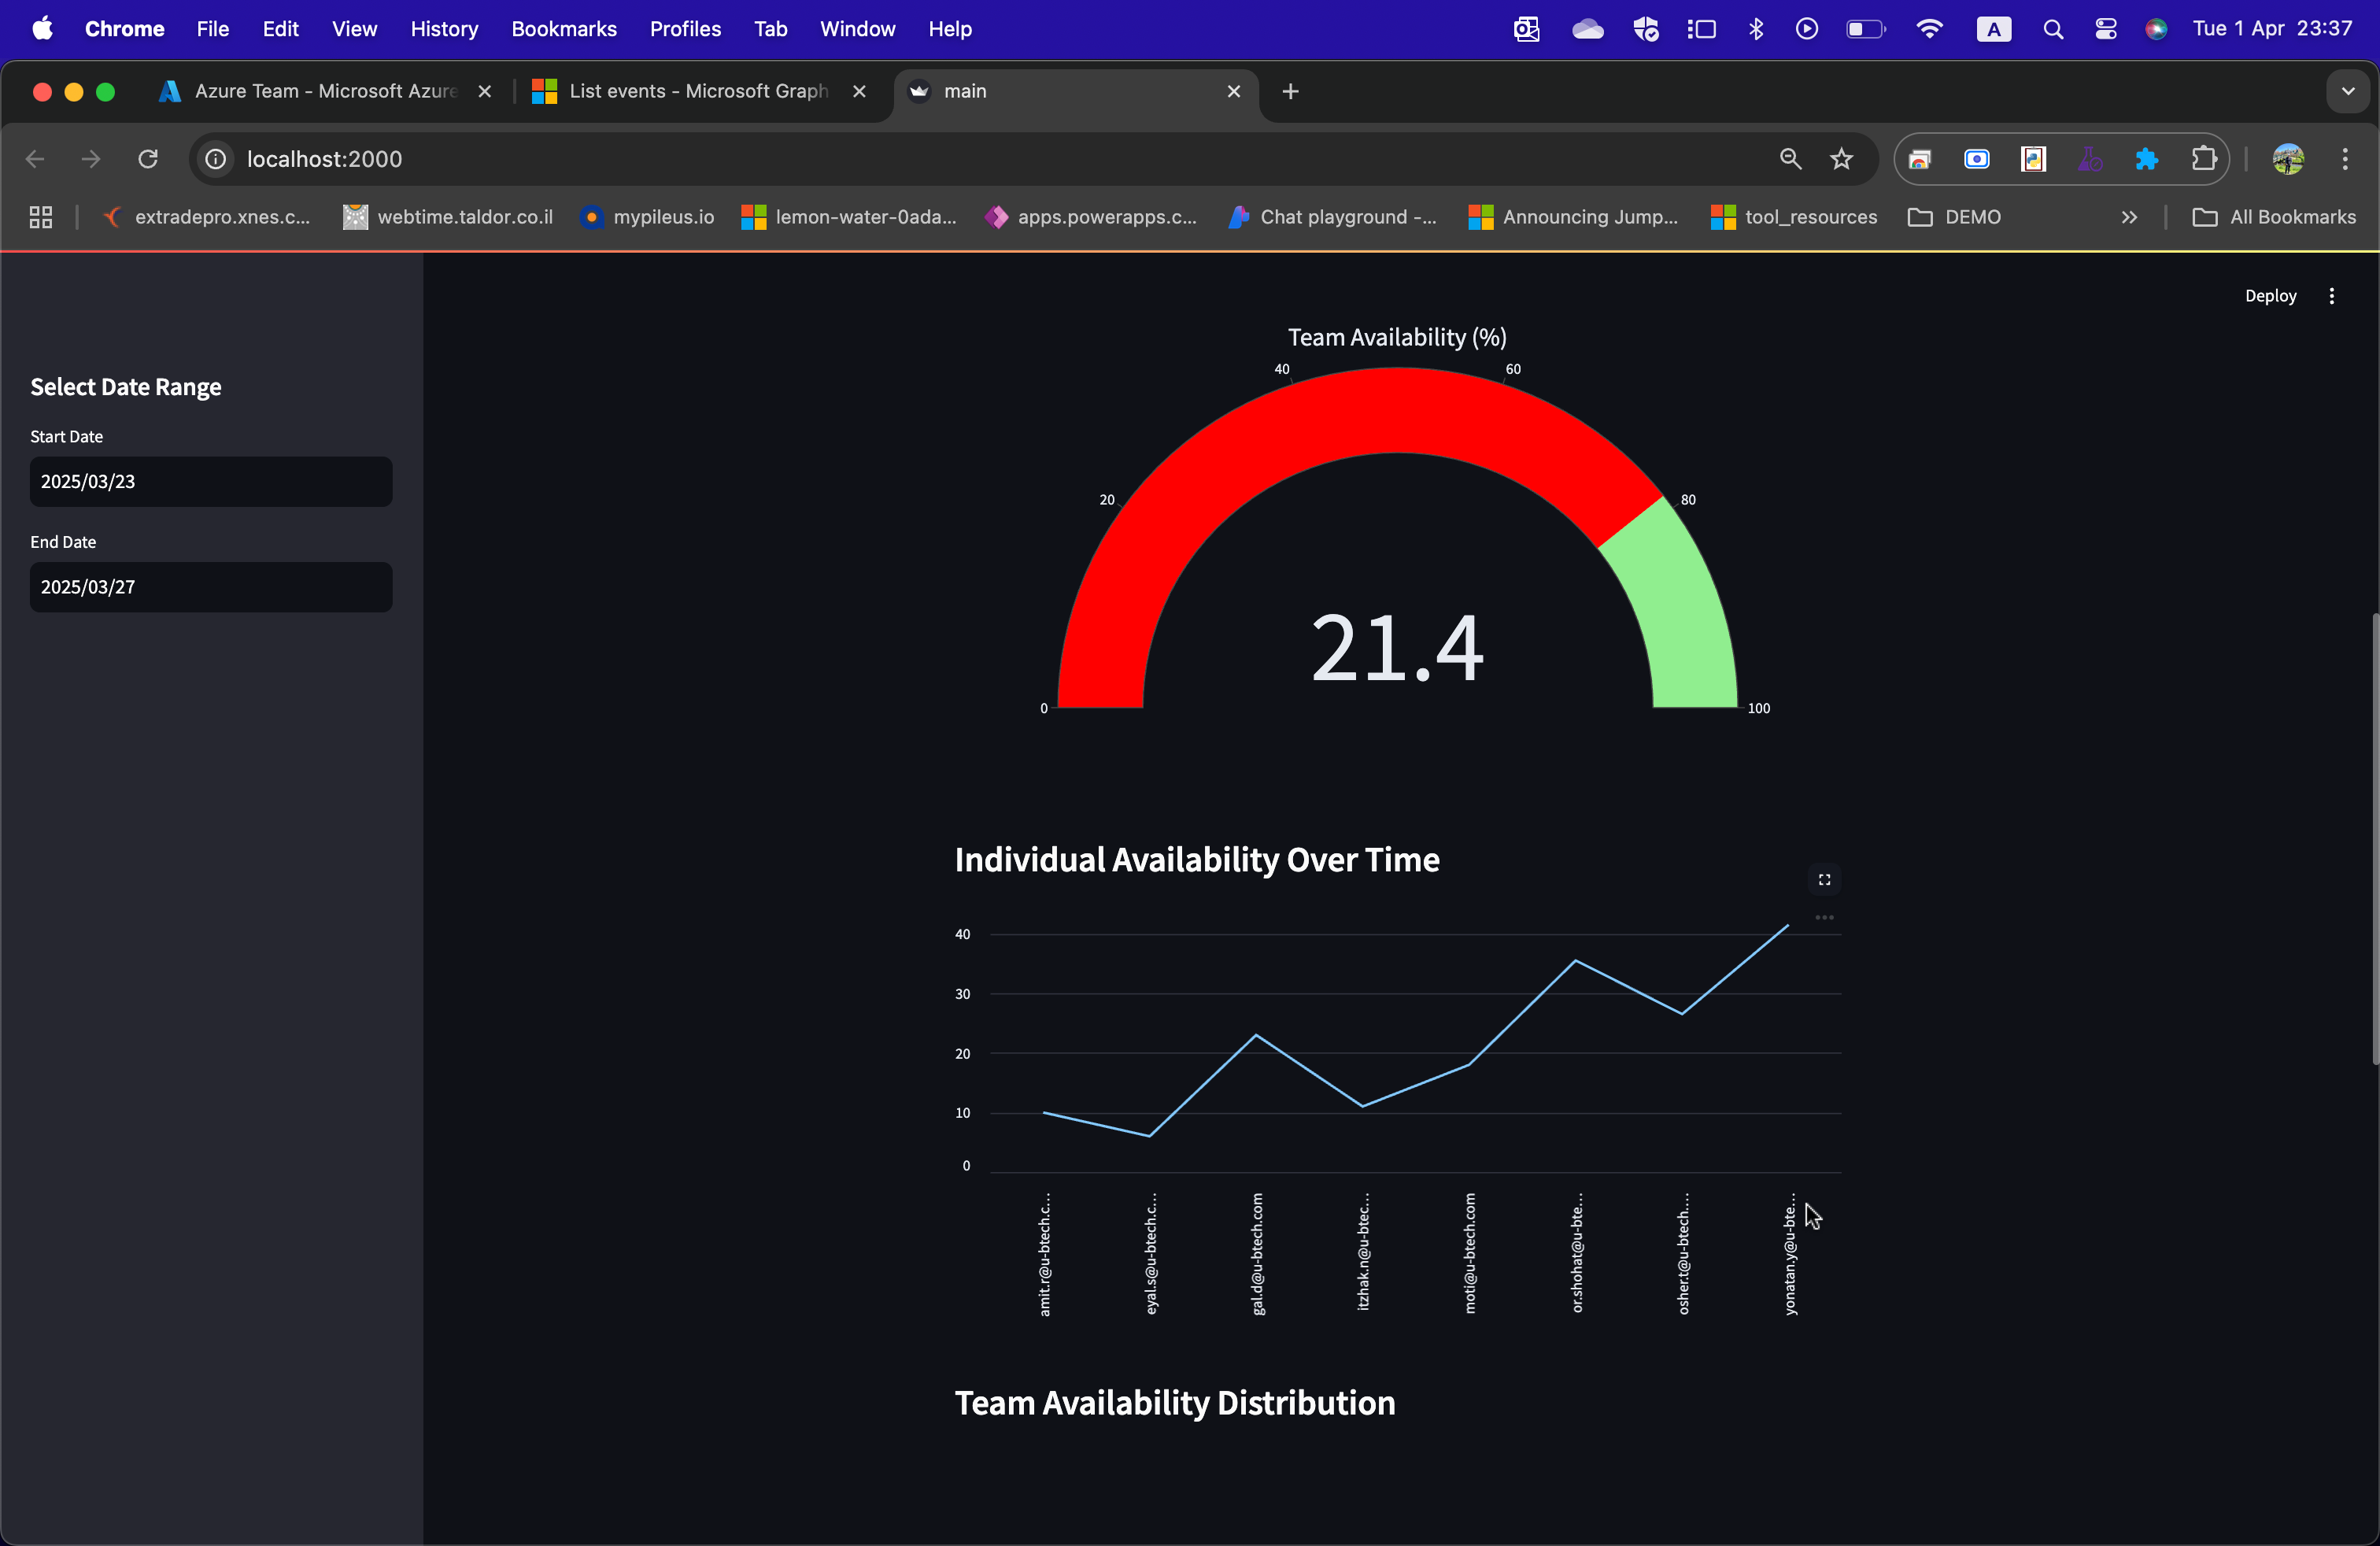 Chrome File Edit View History Bookmarks Profiles Tab Window Help A Tue 1 Apr 23:37
Azure Team - Microsoft Azure List events - Microsoft Graph main
localhost:2000
extradepro.xnes.c... webtime.taldor.co.il mypileus.io lemon-water-0ada... apps.powerapps.c... Chat playground -... Announcing Jump... tool_resources DEMO » All Bookmarks
Deploy
Select Date Range
Start Date
2025/03/23
End Date
2025/03/27
Team Availability (%)
0
20
40
60
80
100
21.4
Individual Availability Over Time
40
30
20
10
0
amit.r@u-btech.c...
eyal.s@u-btech.c...
gal.d@u-btech.com
itzhak.n@u-btec...
moti@u-btech.com
or.shohat@u-bte...
osher.t@u-btech....
yonatan.y@u-bte...
Team Availability Distribution